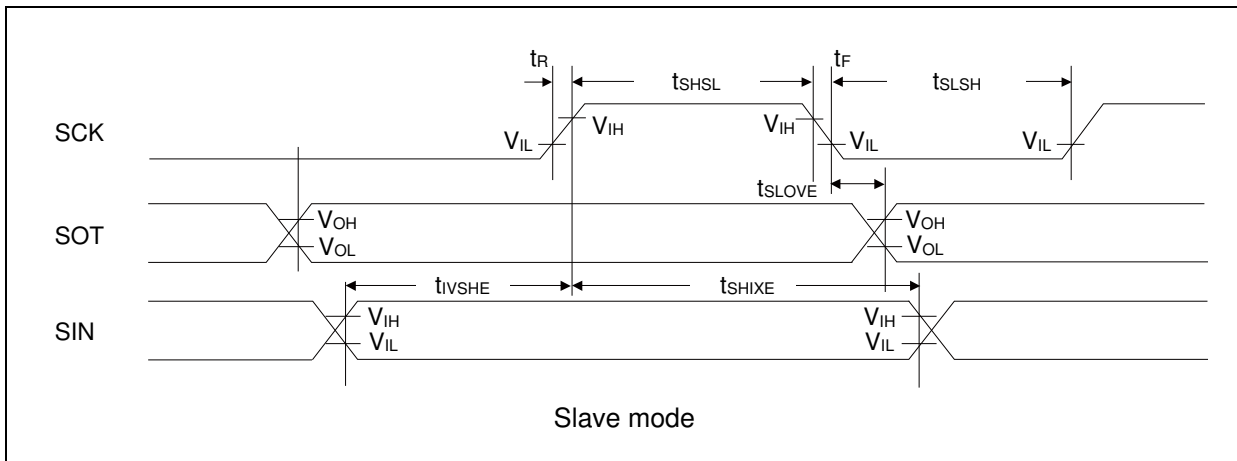 tR tSHSL tF tSLSH
SCK VIL VIH VIH VIL VIL
tSLOVE
SOT VOH VOL VOH VOL
tIVSHE tSHIXE
SIN VIH VIL VIH VIL
Slave mode